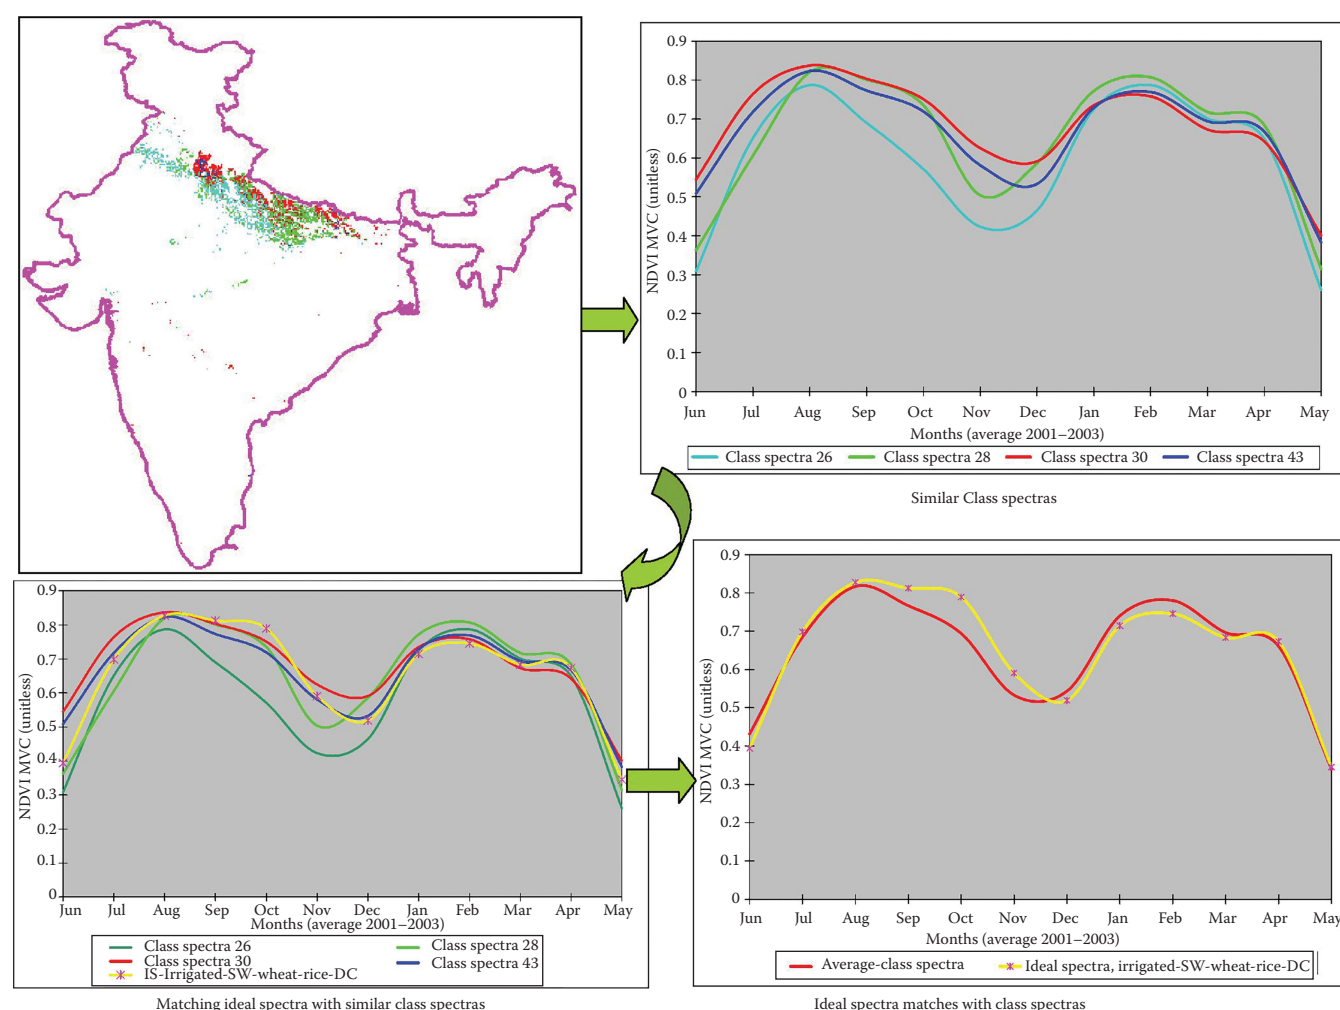 0.9
0.8
0.7
0.6
0.5
0.4
0.3
0.2
0.1
0
NDVI MVC (unitless)
Jun Jul Aug Sep Oct Nov Dec Jan Feb Mar Apr May
Months (average 2001–2003)
Class spectra 26 Class spectra 28 Class spectra 30 Class spectra 43
Similar Class spectras
0.9
0.8
0.7
0.6
0.5
0.4
0.3
0.2
0.1
0
NDVI MVC (unitless)
Jun Jul Aug Sep Oct Nov Dec Jan Feb Mar Apr May
Months (average 2001–2003)
Class spectra 26 Class spectra 28
Class spectra 30 Class spectra 43
IS-Irrigated-SW-wheat-rice-DC
Matching ideal spectra with similar class spectras
0.9
0.8
0.7
0.6
0.5
0.4
0.3
0.2
0.1
0
NDVI MVC (unitless)
Jun Jul Aug Sep Oct Nov Dec Jan Feb Mar Apr May
Months (average 2001–2003)
Average-class spectra Ideal spectra, irrigated-SW-wheat-rice-DC
Ideal spectra matches with class spectras